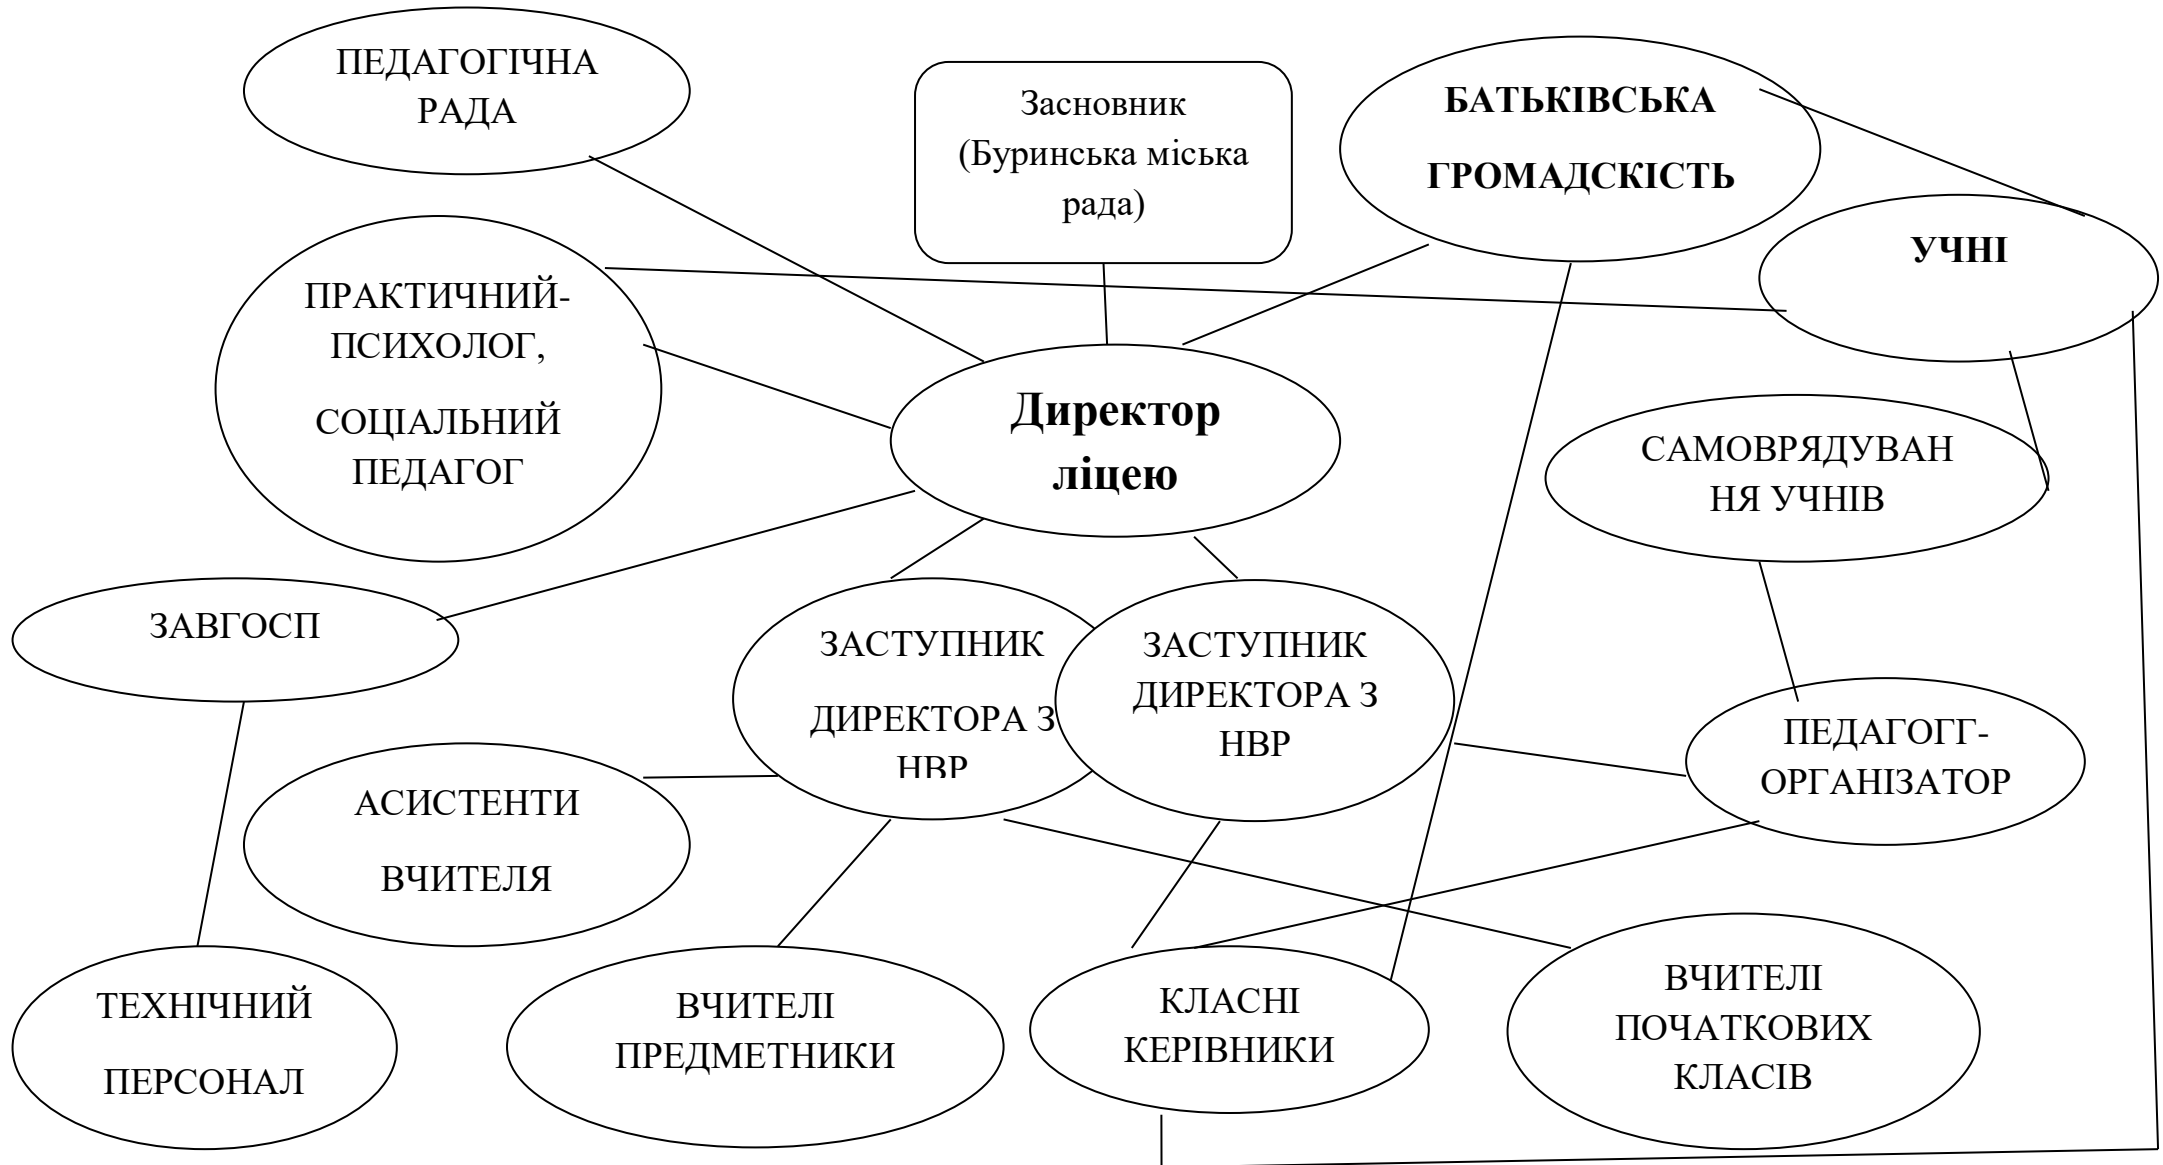 ПЕДАГОГІЧНА
РАДА
Засновник
(Буринська міська
рада)
БАТЬКІВСЬКА
ГРОМАДСКІСТЬ
УЧНІ
ПРАКТИЧНИЙ-
ПСИХОЛОГ,
СОЦІАЛЬНИЙ
ПЕДАГОГ
Директор
ліцею
САМОВРЯДУВАН
НЯ УЧНІВ
ЗАВГОСП
ЗАСТУПНИК
ДИРЕКТОРА З
НВР
ЗАСТУПНИК
ДИРЕКТОРА З
НВР
ПЕДАГОГГ-
ОРГАНІЗАТОР
АСИСТЕНТИ
ВЧИТЕЛЯ
ТЕХНІЧНИЙ
ПЕРСОНАЛ
ВЧИТЕЛІ
ПРЕДМЕТНИКИ
КЛАСНІ
КЕРІВНИКИ
ВЧИТЕЛІ
ПОЧАТКОВИХ
КЛАСІВ